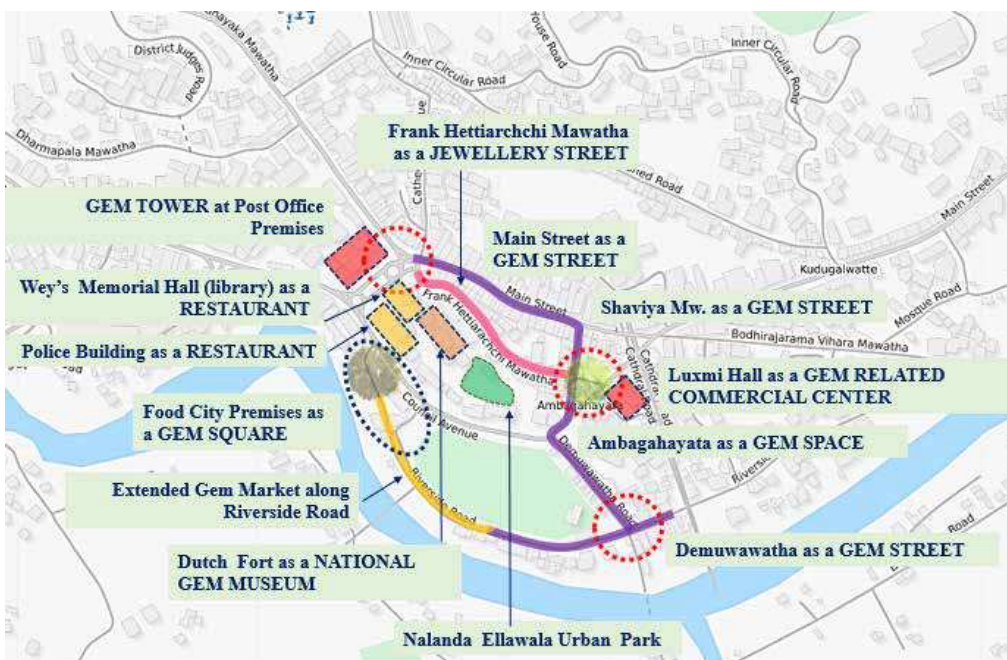 District Judges
Road
Inner Circular Road
House Road
Inner Circular Road
Dharmapala Mawatha
Frank Hettiarchchi Mawatha
as a JEWELLERY STREET
Main Street
GEM TOWER at Post Office
Premises
Main Street as a
GEM STREET
Kudugalwatte
Mosque Road
Wey's Memorial Hall (library) as a
RESTAURANT
Main Street
Shaviya Mw. as a GEM STREET
Frank Hettiarchchi Mawatha
Bodhirajarama Vihara Mawatha
Police Building as a RESTAURANT
Luxmi Hall as a GEM RELATED
COMMERCIAL CENTER
Food City Premises as
a GEM SQUARE
Council Avenue
Ambagahayata as a GEM SPACE
Demuwawatha Road
Extended Gem Market along
Riverside Road
Riverside Road
Demuwawatha as a GEM STREET
Dutch Fort as a NATIONAL
GEM MUSEUM
Nalanda Ellawala Urban Park